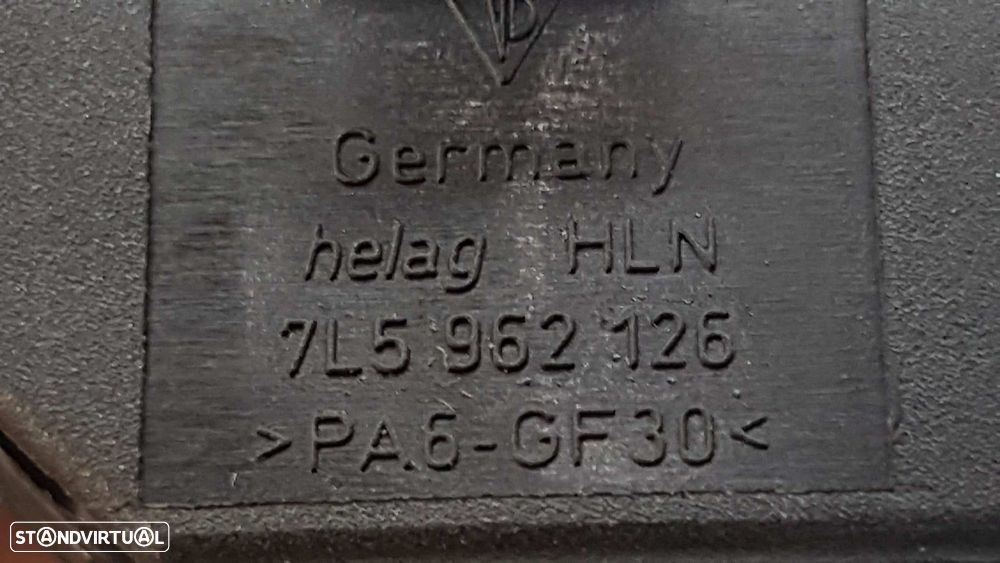 Germany
helag HLN
7L5 962 126
>PA6-GF30<
STANDVIRTUAL